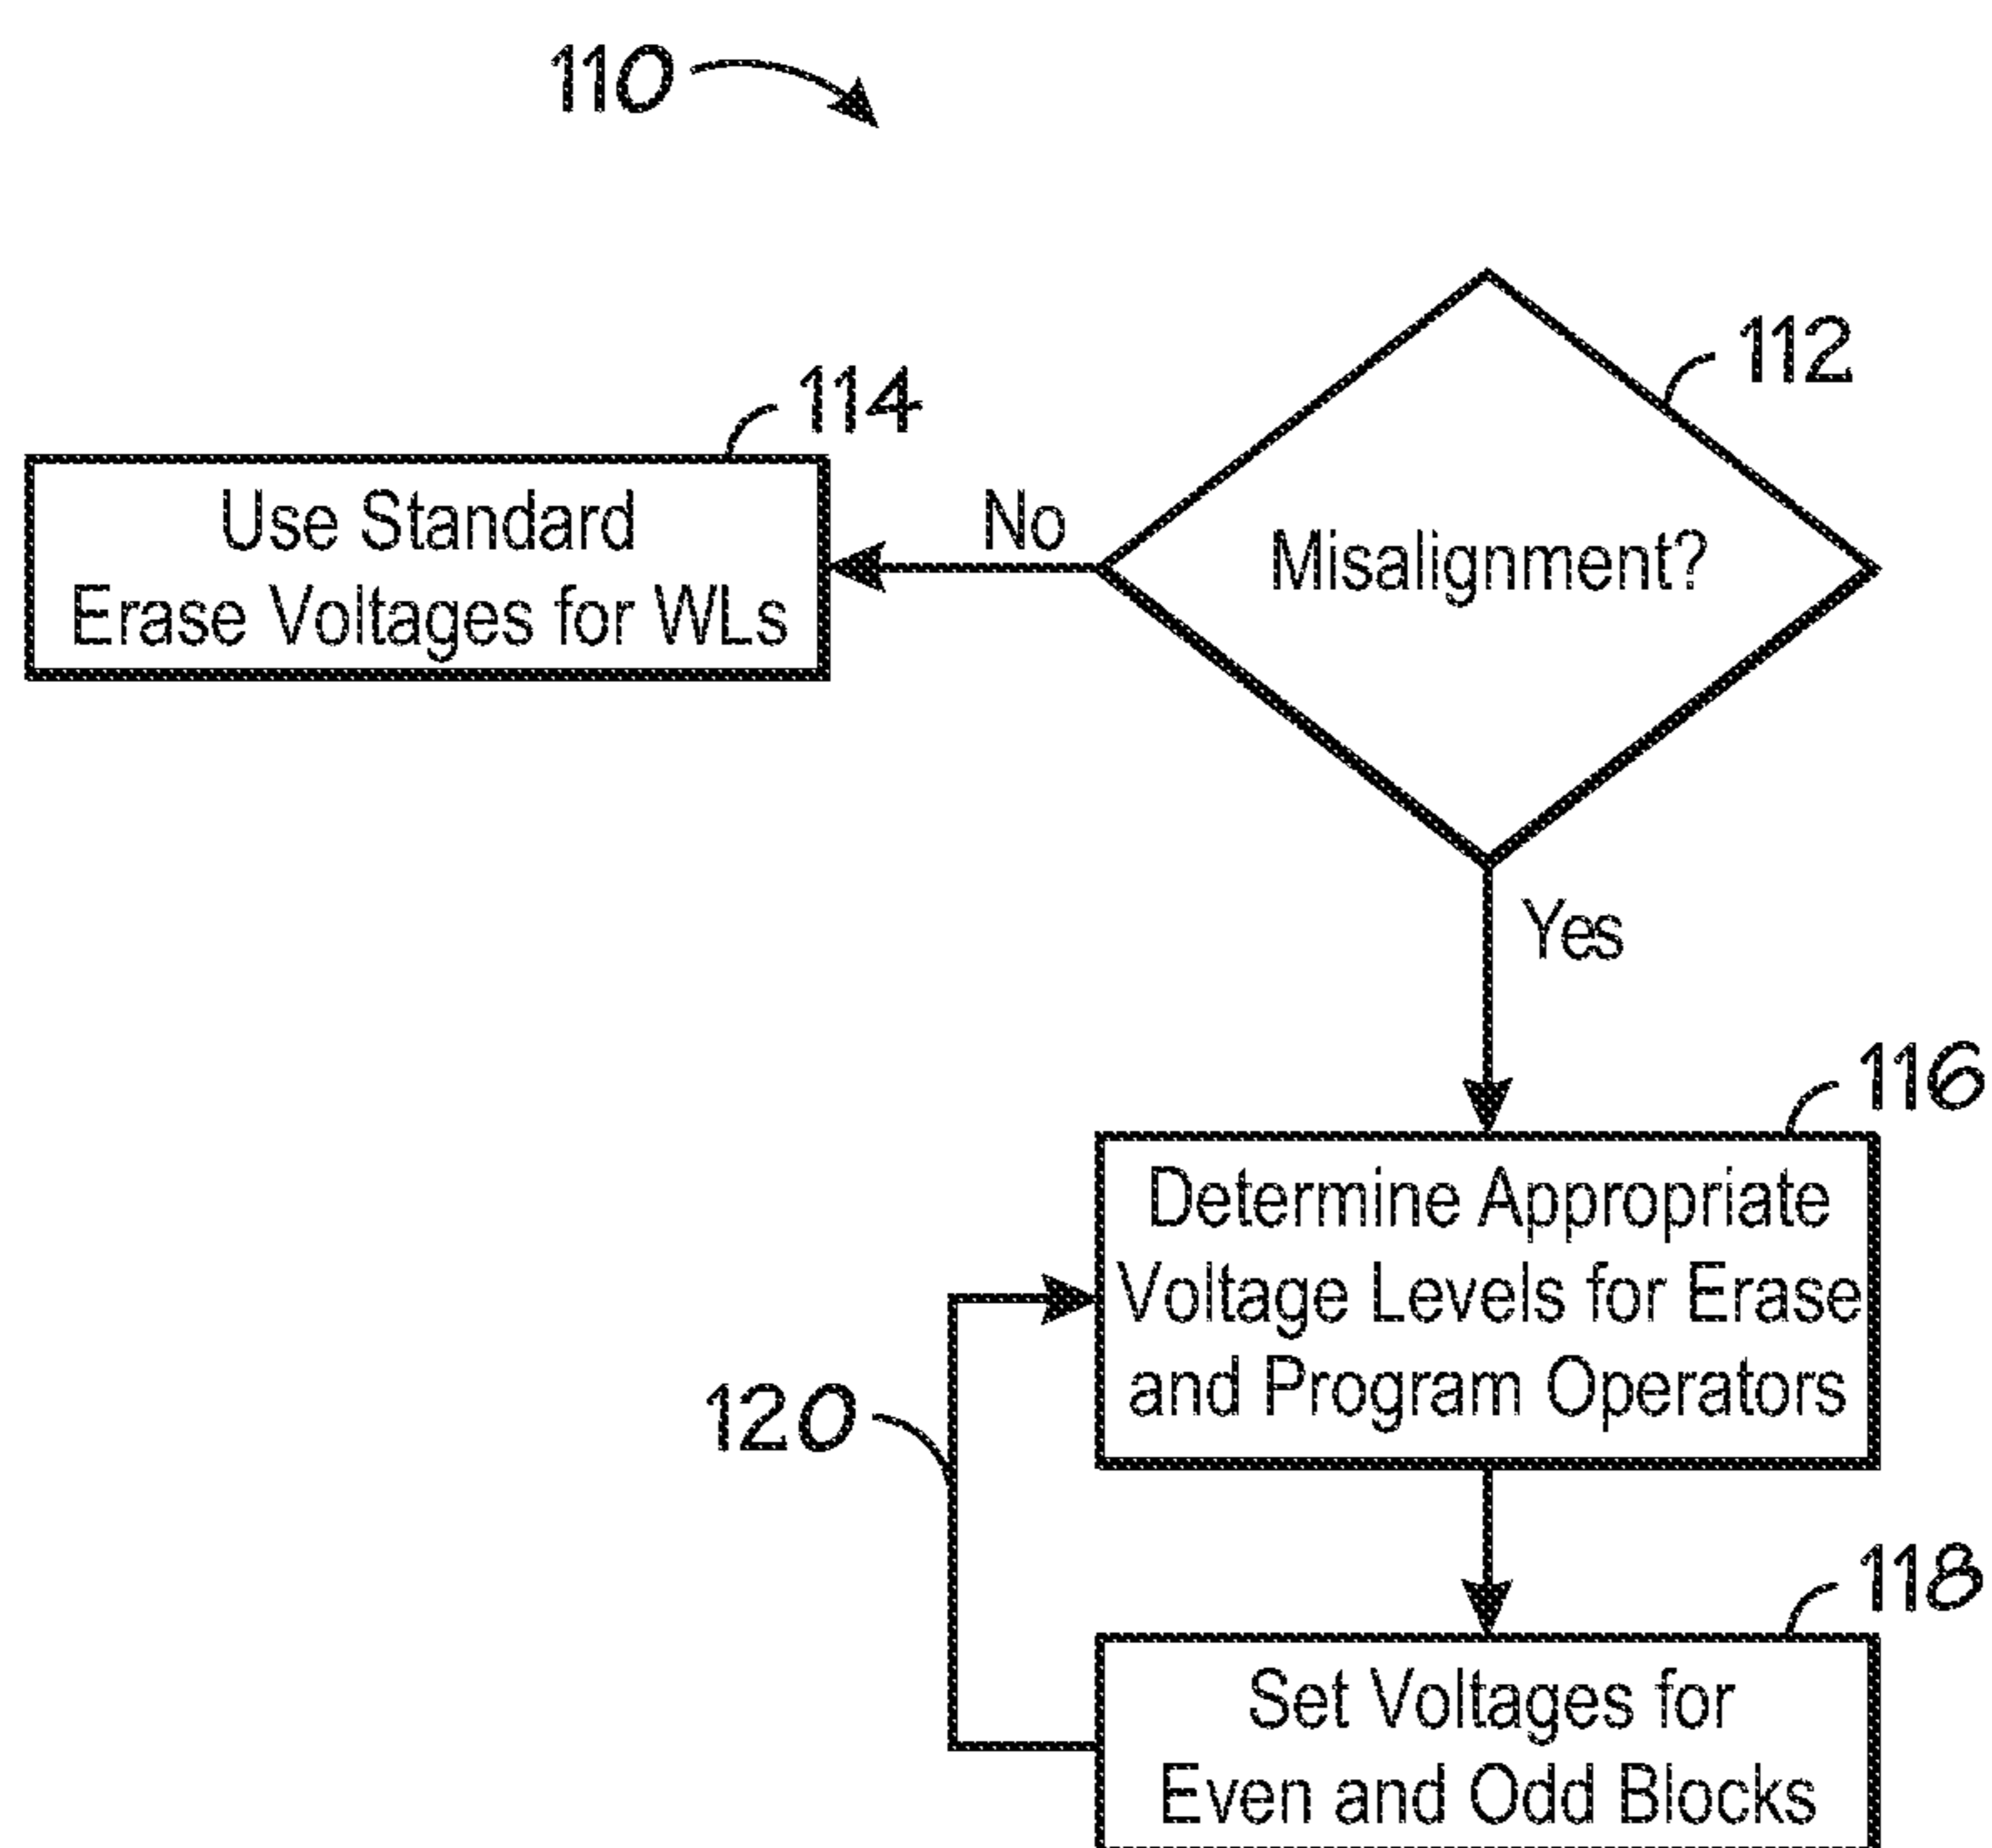 110
112
Misalignment?
114
Use Standard
Erase Voltages for WLs
No
Yes
116
Determine Appropriate
Voltage Levels for Erase
and Program Operators
120
118
Set Voltages for
Even and Odd Blocks